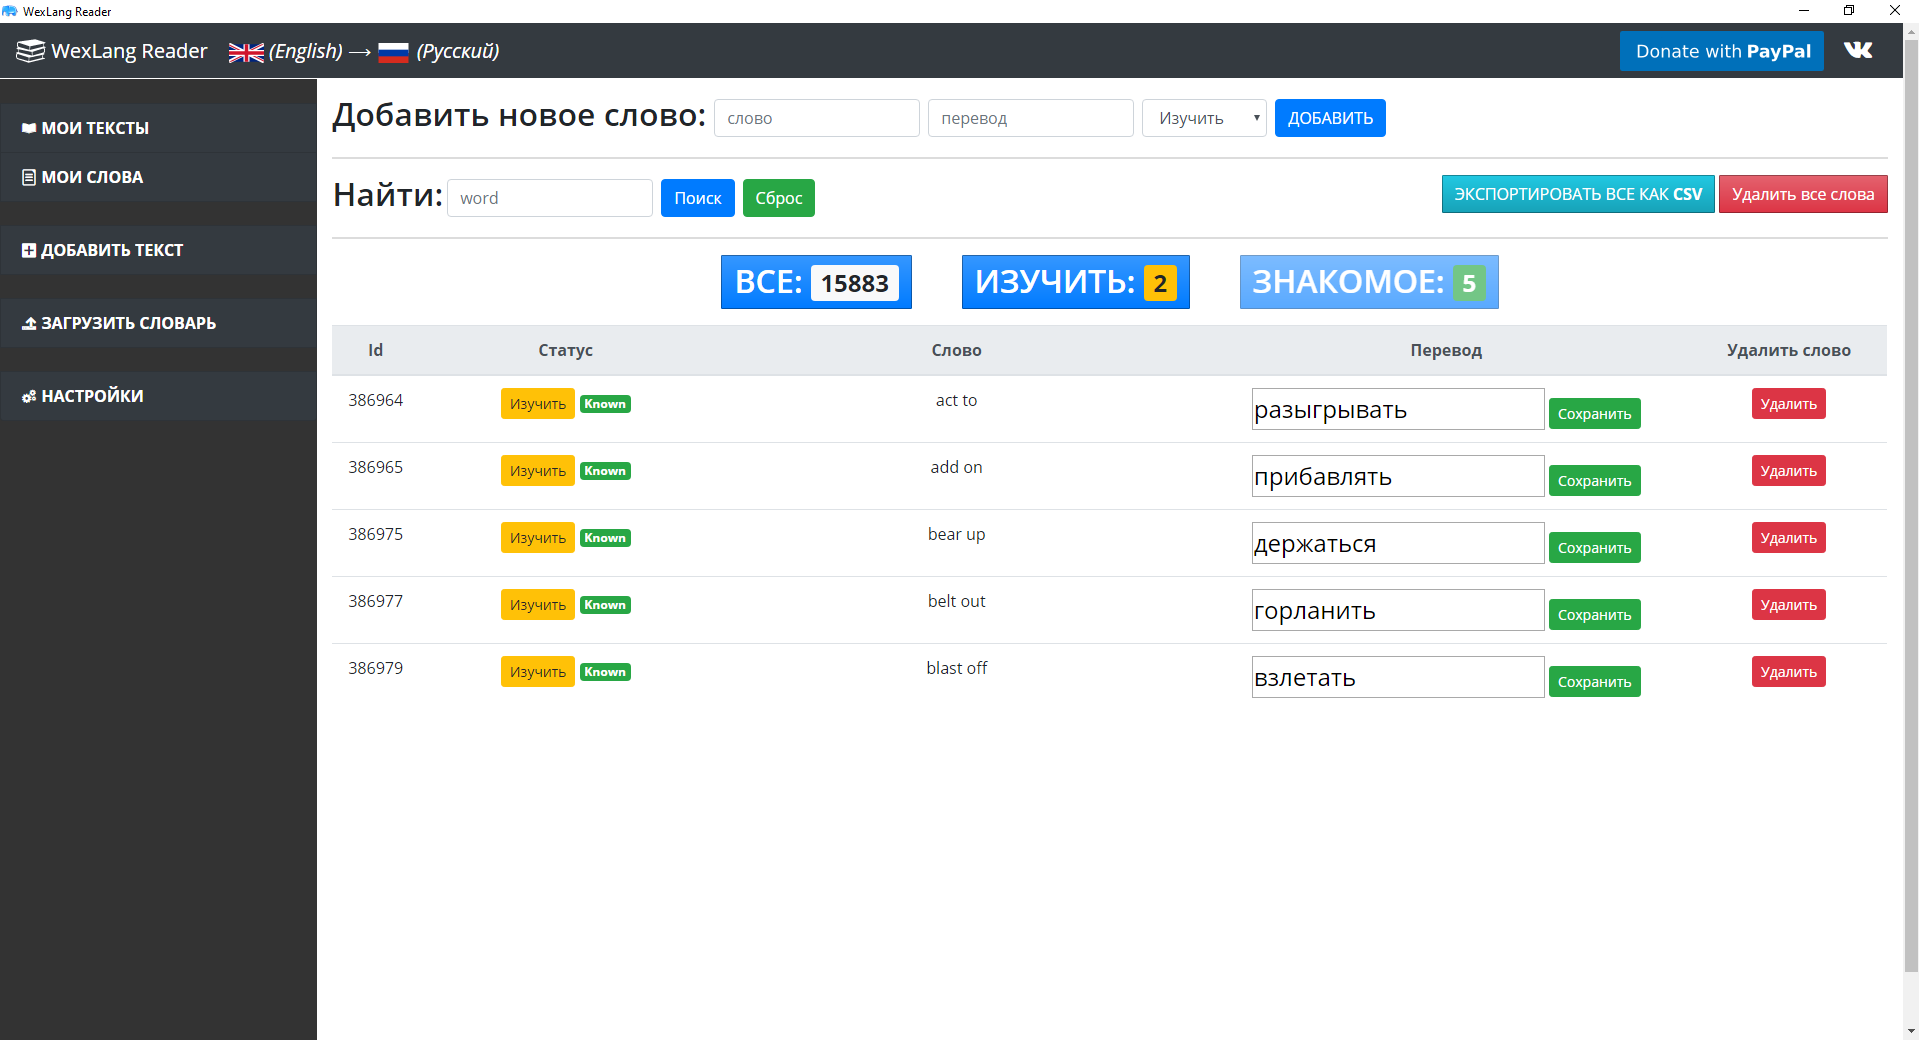 WexLang Reader
WexLang Reader (English) → (Русский) Donate with PayPal
МОИ ТЕКСТЫ
МОИ СЛОВА
ДОБАВИТЬ ТЕКСТ
ЗАГРУЗИТЬ СЛОВАРЬ
НАСТРОЙКИ
Добавить новое слово: слово перевод Изучить ДОБАВИТЬ
Найти: word Поиск Сброс ЭКСПОРТИРОВАТЬ ВСЕ КАК CSV Удалить все слова
ВСЕ: 15883 ИЗУЧИТЬ: 2 ЗНАКОМОЕ: 5
Id Статус Слово Перевод Удалить слово
386964 Изучить Known act to разыгрывать Сохранить Удалить
386965 Изучить Known add on прибавлять Сохранить Удалить
386975 Изучить Known bear up держаться Сохранить Удалить
386977 Изучить Known belt out горланить Сохранить Удалить
386979 Изучить Known blast off взлетать Сохранить Удалить